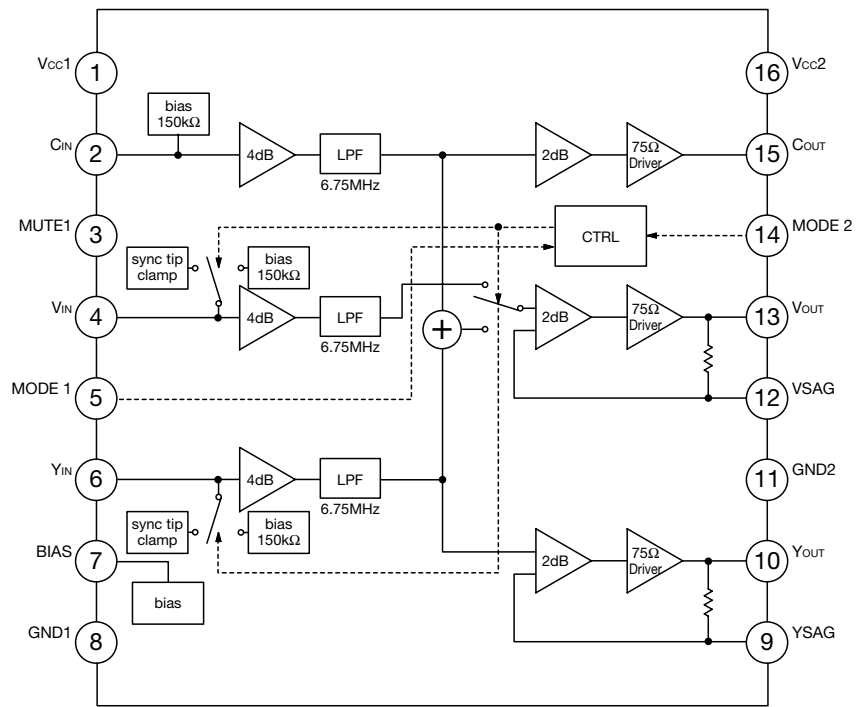 Vcc1
1
16
Vcc2
bias
150kΩ
CIN
2
4dB
LPF
6.75MHz
2dB
75Ω
Driver
15
COUT
MUTE1
3
CTRL
14
MODE 2
sync tip
clamp
bias
150kΩ
VIN
4
4dB
LPF
6.75MHz
+
2dB
75Ω
Driver
13
VOUT
MODE 1
5
12
VSAG
YIN
6
4dB
LPF
6.75MHz
11
GND2
sync tip
clamp
bias
150kΩ
BIAS
7
bias
2dB
75Ω
Driver
10
YOUT
GND1
8
9
YSAG